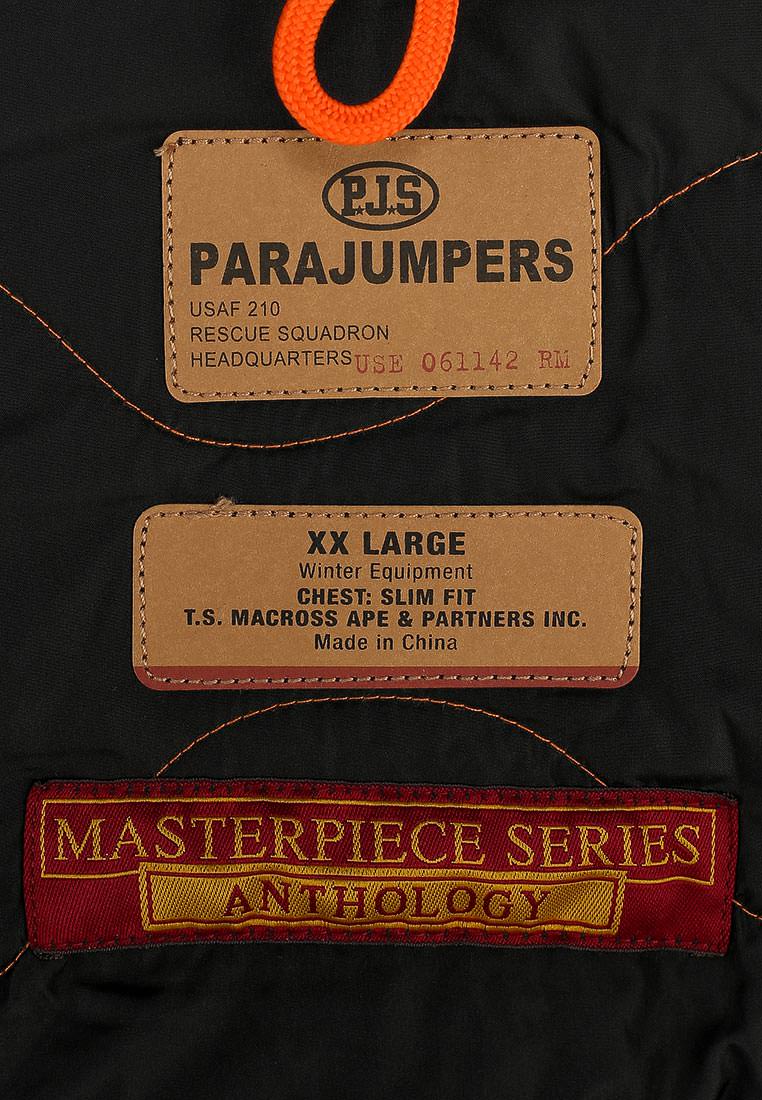 P.J.S
PARAJUMPERS
USAF 210
RESCUE SQUADRON
HEADQUARTERS USE 061142 RM
XX LARGE
Winter Equipment
CHEST: SLIM FIT
T.S. MACROSS APE & PARTNERS INC.
Made in China
MASTERPIECE SERIES
ANTHOLOGY